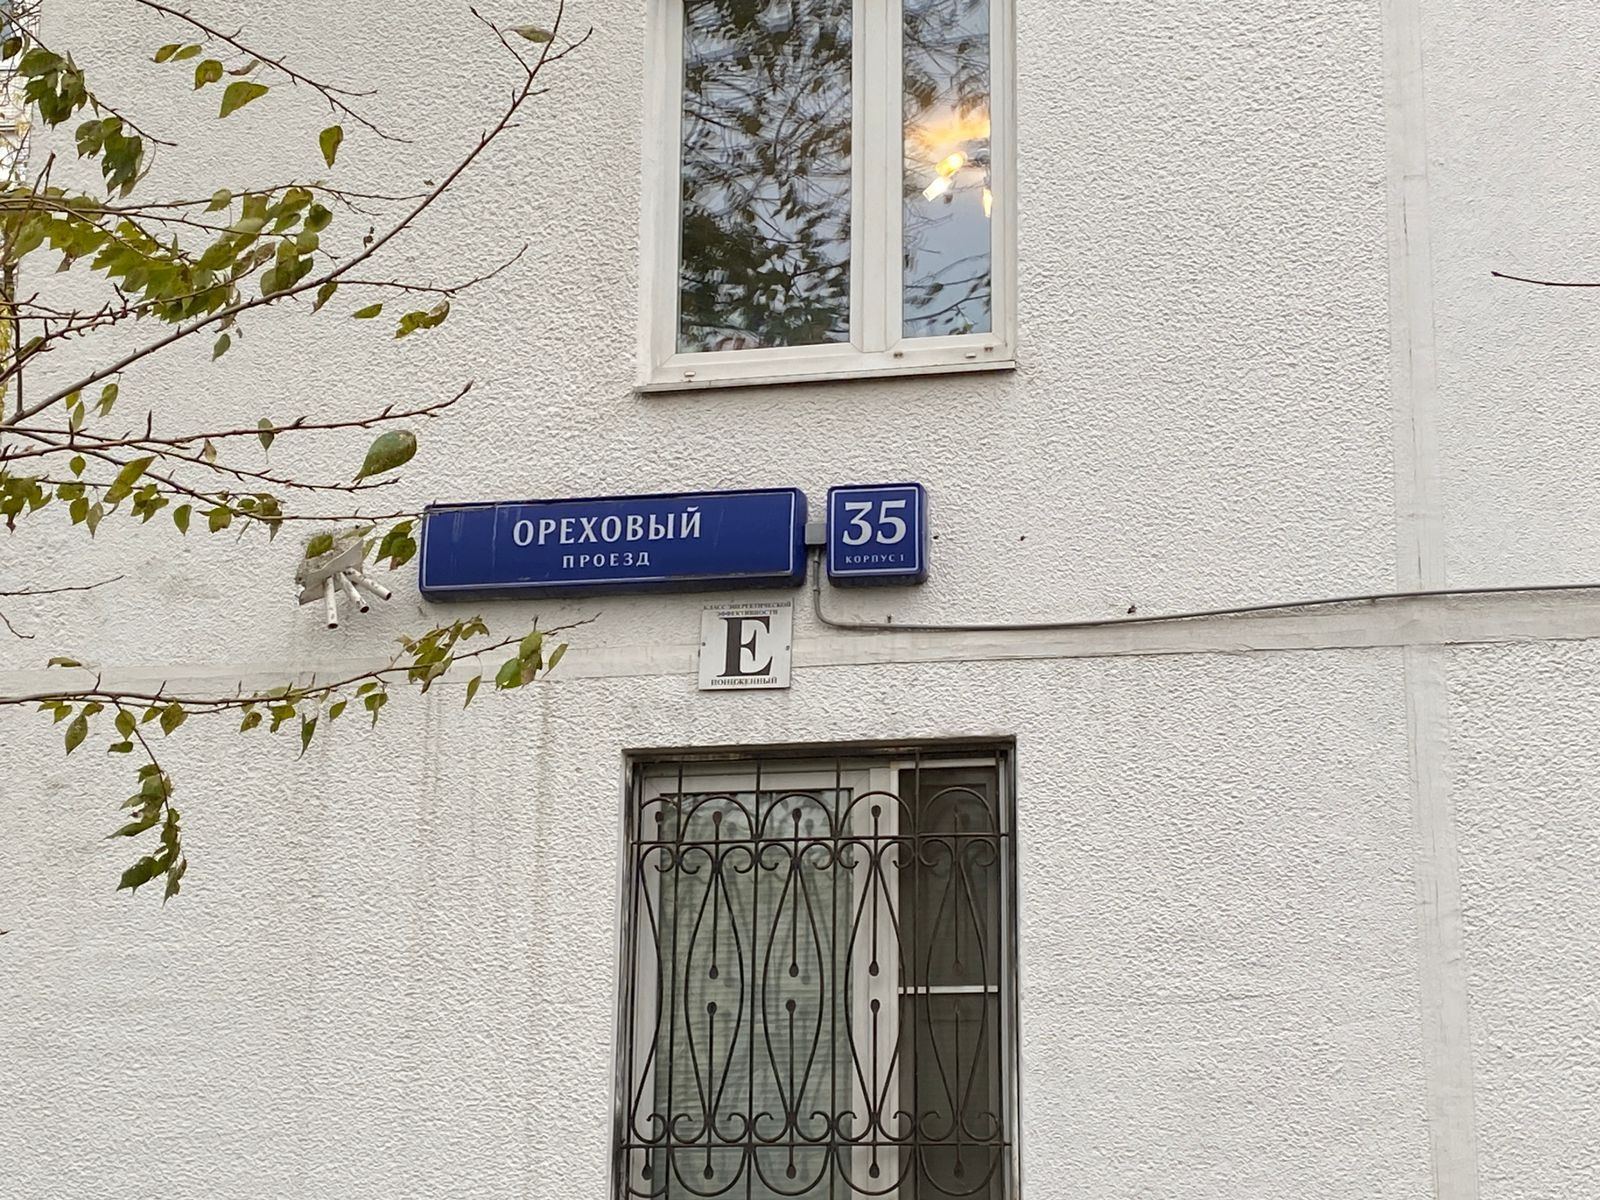 ОРЕХОВЫЙ
ПРОЕЗД
35
КОРПУС 1
КЛАСС ЭНЕРГЕТИЧЕСКОЙ
ЭФФЕКТИВНОСТИ
E
ПОНИЖЕННЫЙ